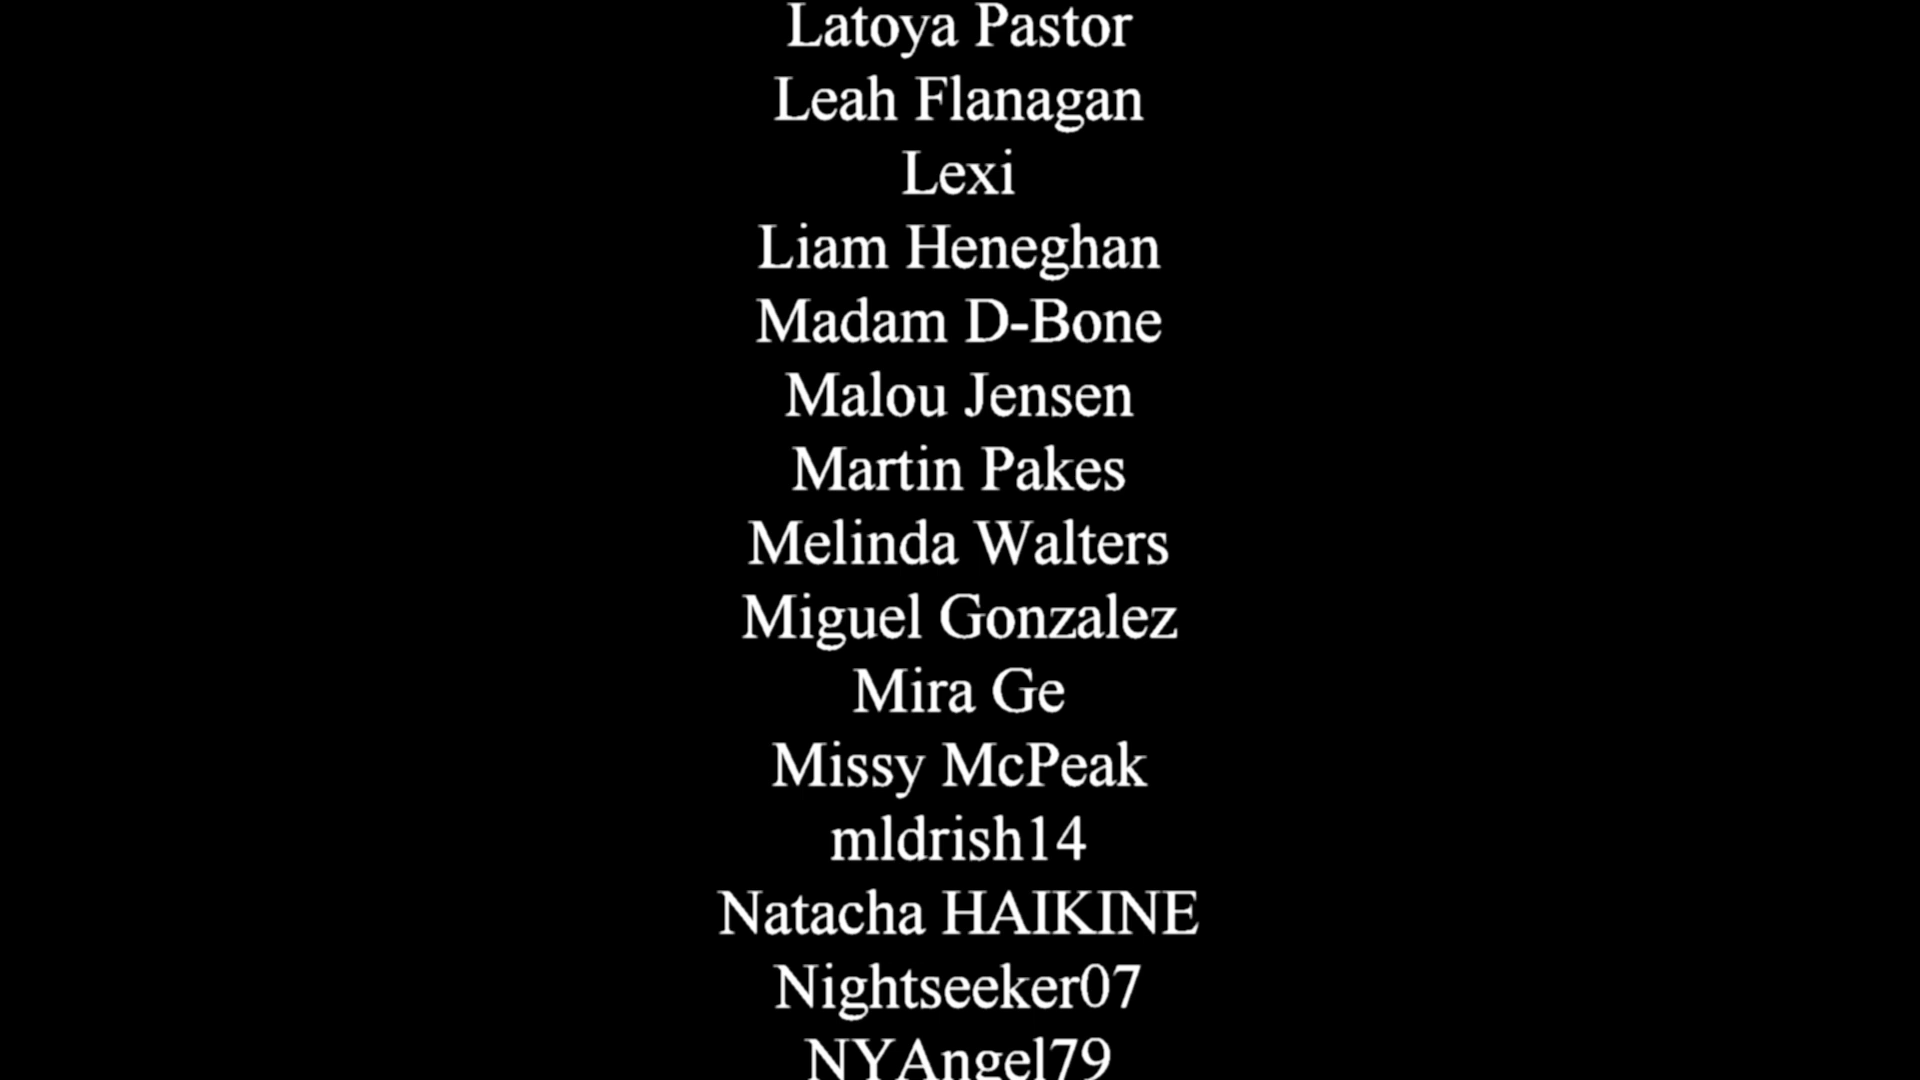 Latoya Pastor
Leah Flanagan
Lexi
Liam Heneghan
Madam D-Bone
Malou Jensen
Martin Pakes
Melinda Walters
Miguel Gonzalez
Mira Ge
Missy McPeak
mldrish14
Natacha HAIKINE
Nightseeker07
NYAngel79